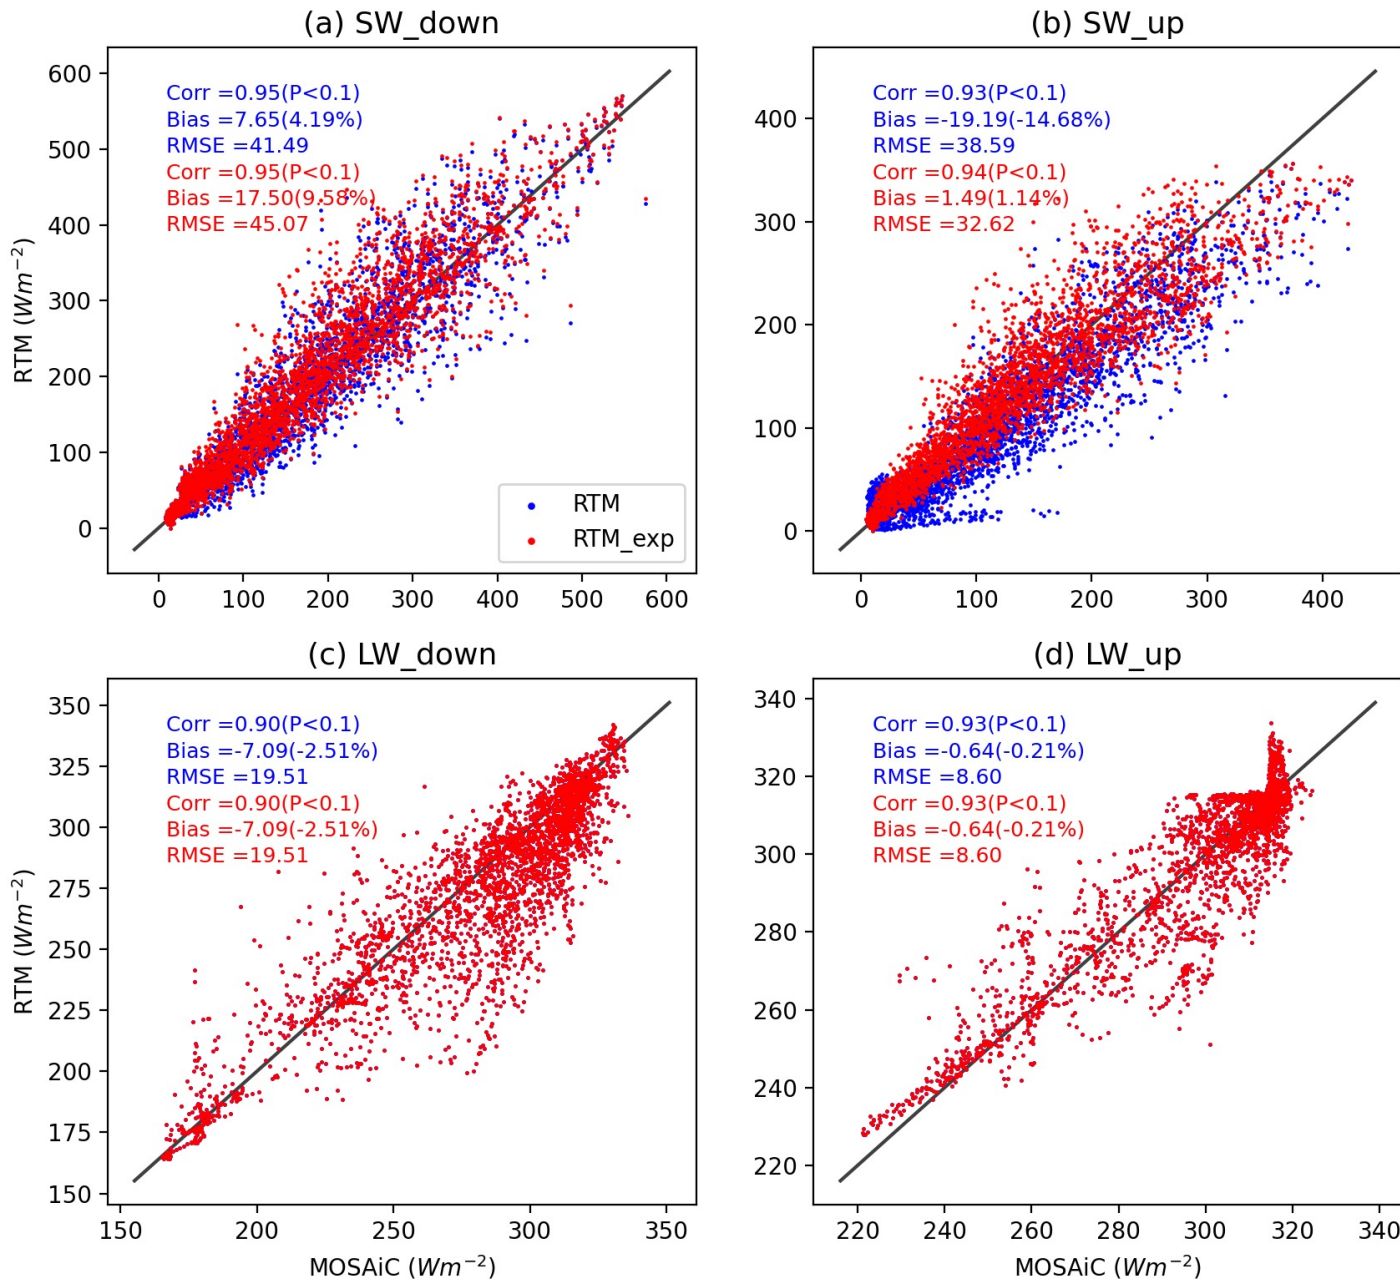 (a) SW_down
Corr =0.95(P<0.1)
Bias =7.65(4.19%)
RMSE =41.49
Corr =0.95(P<0.1)
Bias =17.50(9.58%)
RMSE =45.07
RTM
RTM_exp
RTM (Wm⁻²)
600
500
400
300
200
100
0
0 100 200 300 400 500 600
(b) SW_up
Corr =0.93(P<0.1)
Bias =-19.19(-14.68%)
RMSE =38.59
Corr =0.94(P<0.1)
Bias =1.49(1.14%)
RMSE =32.62
400
300
200
100
0
0 100 200 300 400
(c) LW_down
Corr =0.90(P<0.1)
Bias =-7.09(-2.51%)
RMSE =19.51
Corr =0.90(P<0.1)
Bias =-7.09(-2.51%)
RMSE =19.51
RTM (Wm⁻²)
350
325
300
275
250
225
200
175
150
150 200 250 300 350
MOSAiC (Wm⁻²)
(d) LW_up
Corr =0.93(P<0.1)
Bias =-0.64(-0.21%)
RMSE =8.60
Corr =0.93(P<0.1)
Bias =-0.64(-0.21%)
RMSE =8.60
340
320
300
280
260
240
220
220 240 260 280 300 320 340
MOSAiC (Wm⁻²)